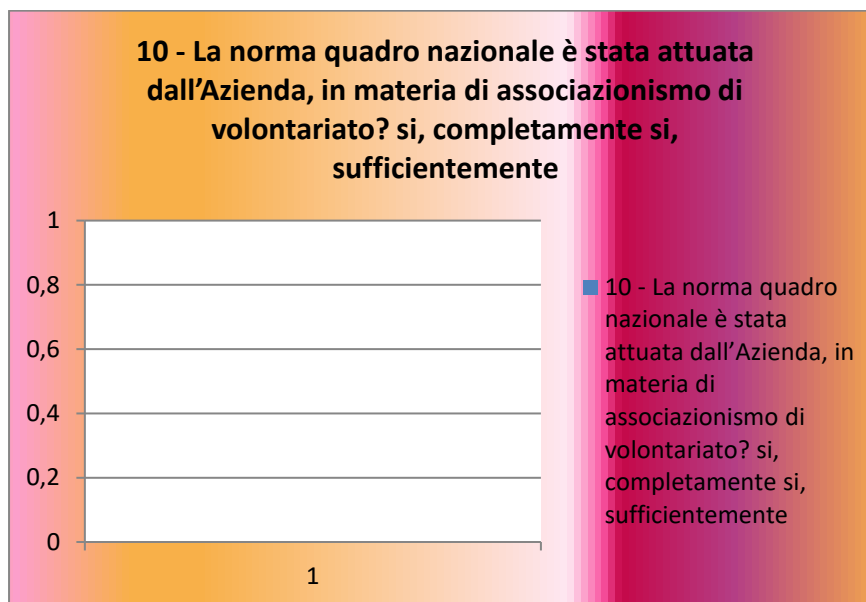 10 - La norma quadro nazionale è stata attuata
dall’Azienda, in materia di associazionismo di
volontariato? si, completamente si,
sufficientemente
1
0,8
0,6
0,4
0,2
0
1
10 - La norma quadro
nazionale è stata
attuata dall’Azienda, in
materia di
associazionismo di
volontariato? si,
completamente si,
sufficientemente